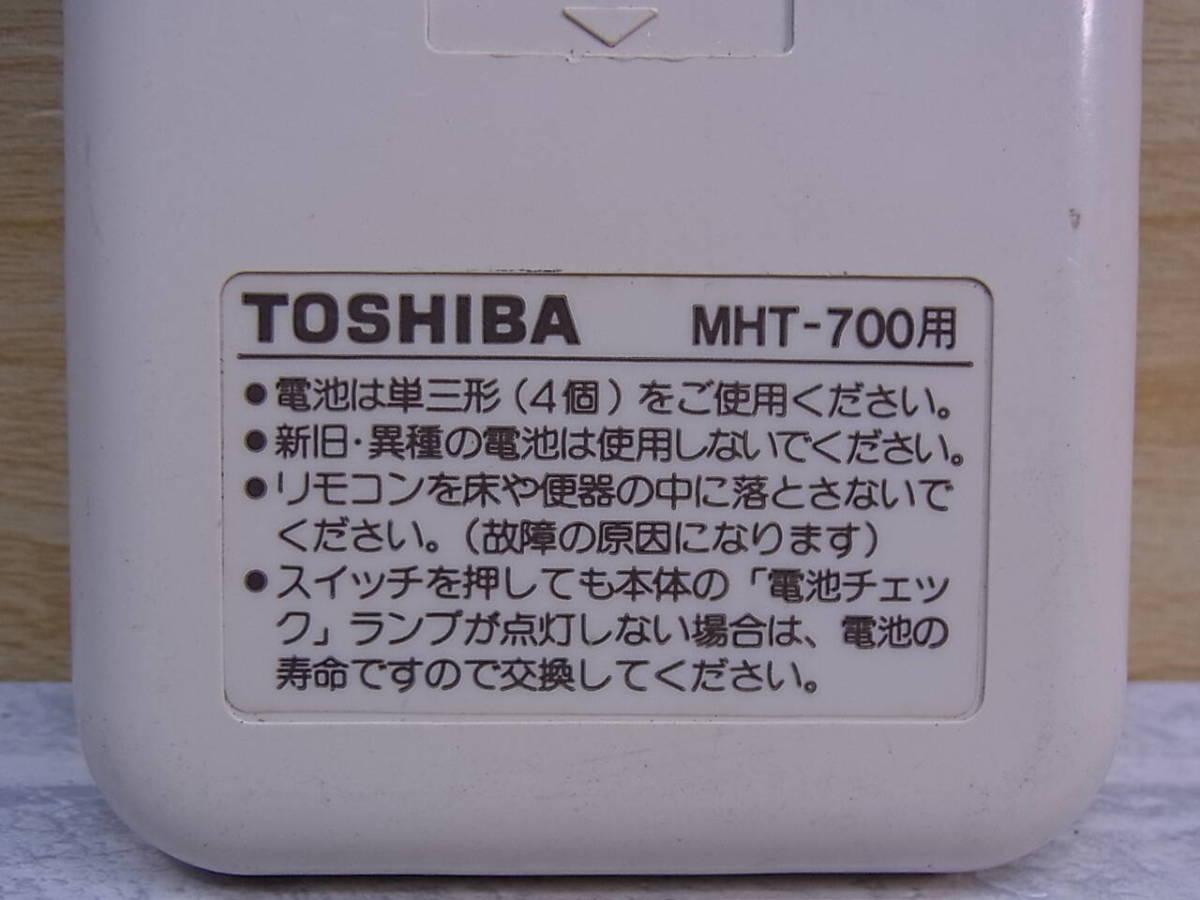 TOSHIBA MHT-700用
●電池は単三形（4個）をご使用ください。
●新旧・異種の電池は使用しないでください。
●リモコンを床や便器の中に落とさないで
ください。（故障の原因になります）
●スイッチを押しても本体の「電池チェッ
ク」ランプが点灯しない場合は、電池の
寿命ですので交換してください。